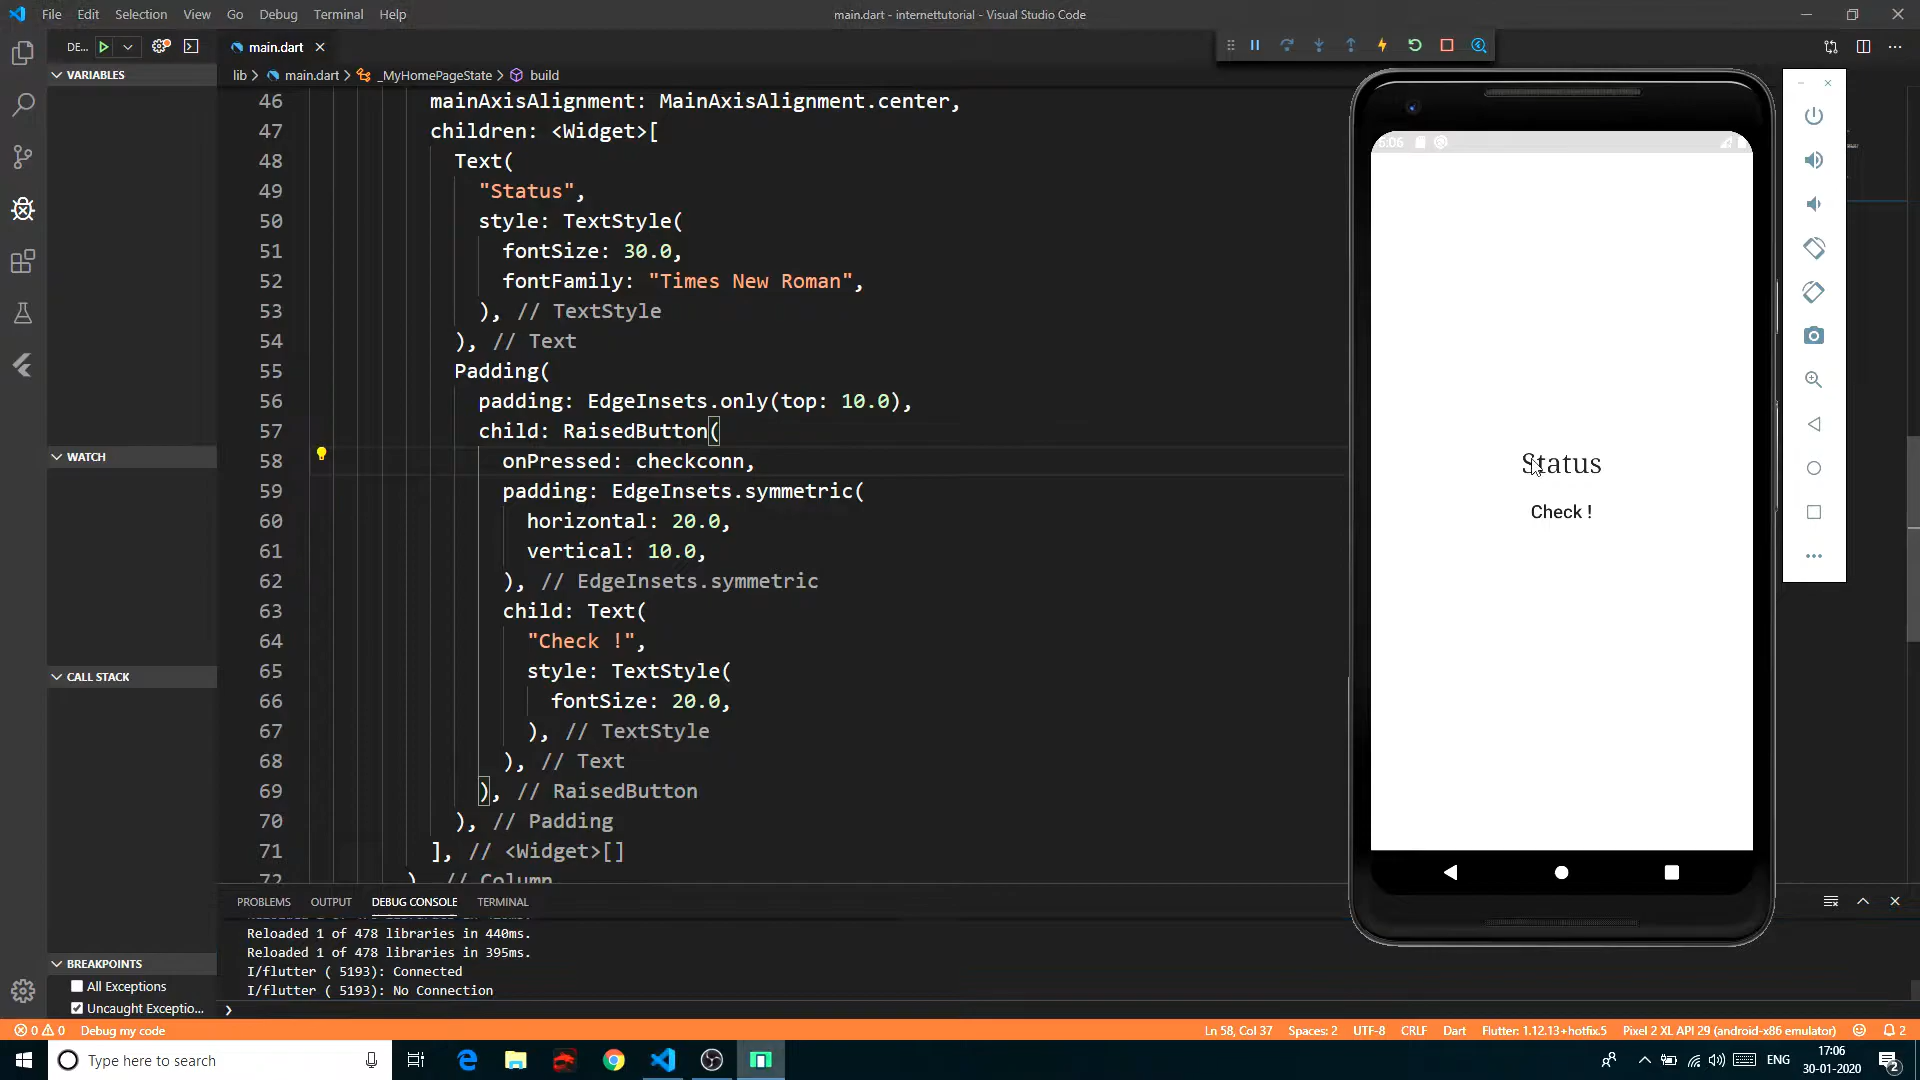 File Edit Selection View Go Debug Terminal Help
main.dart - internettutorial - Visual Studio Code
DE...
main.dart
VARIABLES
lib > main.dart > _MyHomePageState > build
46 mainAxisAlignment: MainAxisAlignment.center,
47 children: <Widget>[
48 Text(
49 "Status",
50 style: TextStyle(
51 fontSize: 30.0,
52 fontFamily: "Times New Roman",
53 ), // TextStyle
54 ), // Text
55 Padding(
56 padding: EdgeInsets.only(top: 10.0),
57 child: RaisedButton(
58 onPressed: checkconn,
59 padding: EdgeInsets.symmetric(
60 horizontal: 20.0,
61 vertical: 10.0,
62 ), // EdgeInsets.symmetric
63 child: Text(
64 "Check !",
65 style: TextStyle(
66 fontSize: 20.0,
67 ), // TextStyle
68 ), // Text
69 ), // RaisedButton
70 ), // Padding
71 ], // <Widget>[]
72 ) // Column
WATCH
CALL STACK
BREAKPOINTS
All Exceptions
Uncaught Exceptio...
6:06
Status
Check !
PROBLEMS OUTPUT DEBUG CONSOLE TERMINAL
Reloaded 1 of 478 libraries in 440ms.
Reloaded 1 of 478 libraries in 395ms.
I/flutter ( 5193): Connected
I/flutter ( 5193): No Connection
0 0 Debug my code
Ln 58, Col 37 Spaces: 2 UTF-8 CRLF Dart Flutter: 1.12.13+hotfix.5 Pixel 2 XL API 29 (android-x86 emulator) 2
Type here to search
ENG
17:06
30-01-2020
2